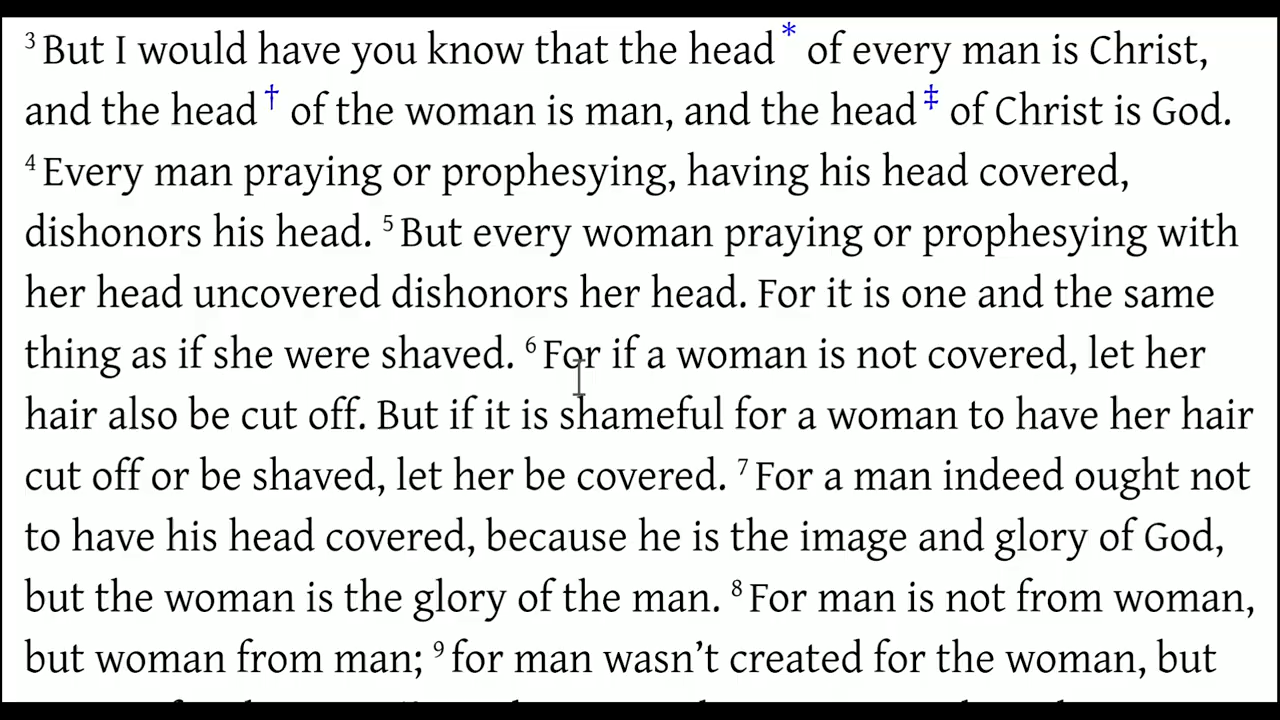 3 But I would have you know that the head * of every man is Christ,
and the head † of the woman is man, and the head ‡ of Christ is God.
4 Every man praying or prophesying, having his head covered,
dishonors his head. 5 But every woman praying or prophesying with
her head uncovered dishonors her head. For it is one and the same
thing as if she were shaved. 6 For if a woman is not covered, let her
hair also be cut off. But if it is shameful for a woman to have her hair
cut off or be shaved, let her be covered. 7 For a man indeed ought not
to have his head covered, because he is the image and glory of God,
but the woman is the glory of the man. 8 For man is not from woman,
but woman from man; 9 for man wasn’t created for the woman, but